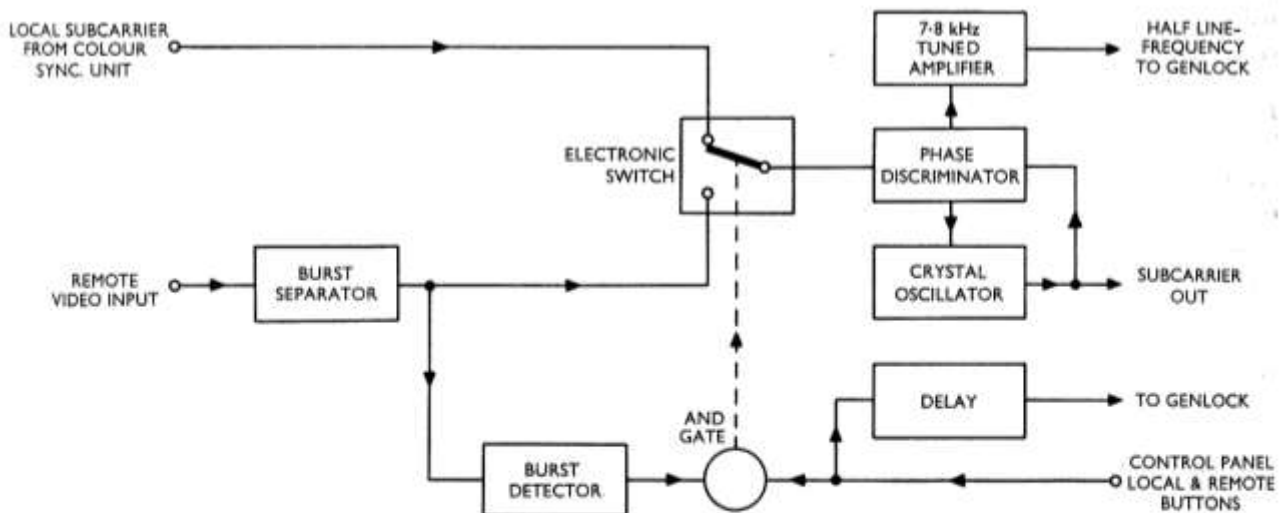 LOCAL SUBCARRIER
FROM COLOUR
SYNC. UNIT
7·8 kHz
TUNED
AMPLIFIER
HALF LINE-
FREQUENCY
TO GENLOCK
ELECTRONIC
SWITCH
PHASE
DISCRIMINATOR
REMOTE
VIDEO INPUT
BURST
SEPARATOR
CRYSTAL
OSCILLATOR
SUBCARRIER
OUT
AND
GATE
DELAY
TO GENLOCK
BURST
DETECTOR
CONTROL PANEL
LOCAL & REMOTE
BUTTONS